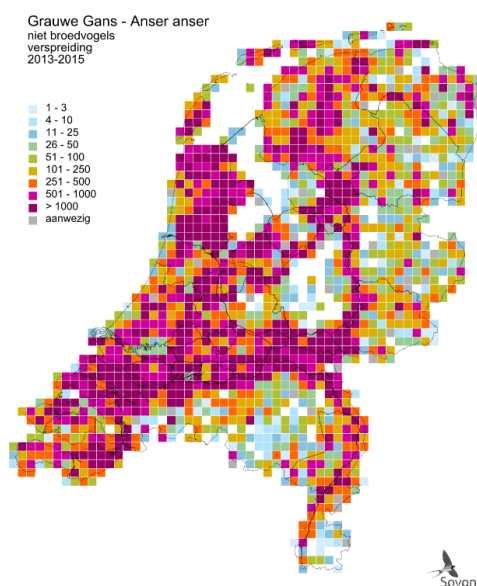 Grauwe Gans - Anser anser
niet broedvogels
verspreiding
2013-2015
1 - 3
4 - 10
11 - 25
26 - 50
51 - 100
101 - 250
251 - 500
501 - 1000
> 1000
aanwezig
Sovon